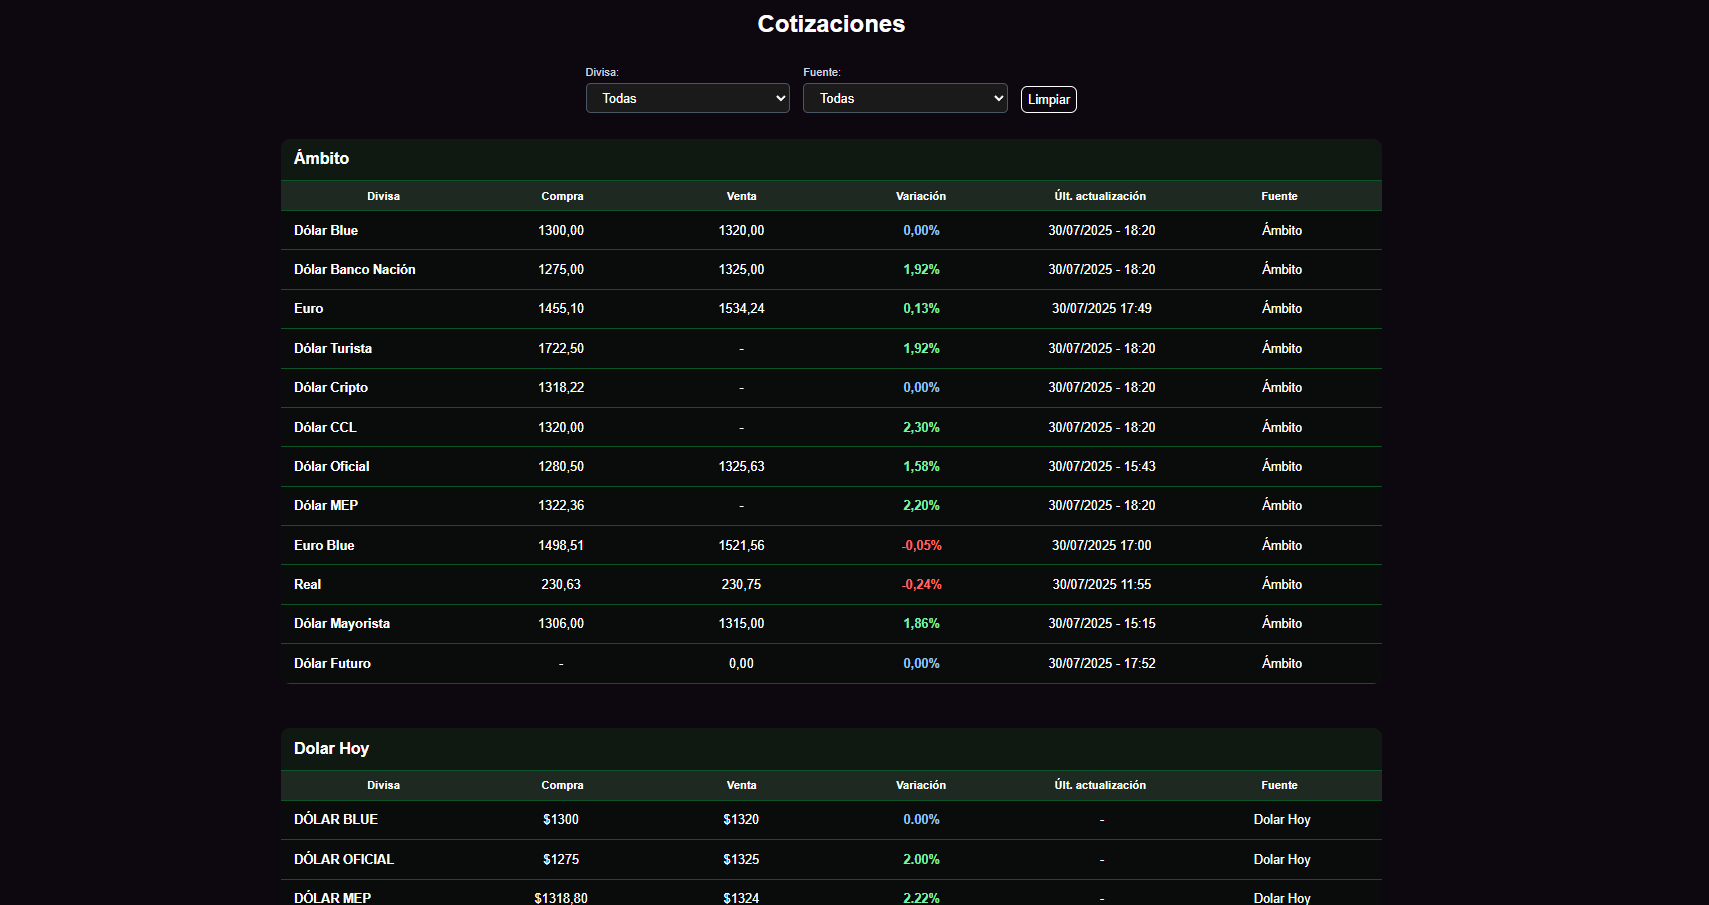 Cotizaciones
Divisa: Fuente:
Todas Todas Limpiar
Ámbito
Divisa Compra Venta Variación Últ. actualización Fuente
Dólar Blue 1300,00 1320,00 0,00% 30/07/2025 - 18:20 Ámbito
Dólar Banco Nación 1275,00 1325,00 1,92% 30/07/2025 - 18:20 Ámbito
Euro 1455,10 1534,24 0,13% 30/07/2025 17:49 Ámbito
Dólar Turista 1722,50 - 1,92% 30/07/2025 - 18:20 Ámbito
Dólar Cripto 1318,22 - 0,00% 30/07/2025 - 18:20 Ámbito
Dólar CCL 1320,00 - 2,30% 30/07/2025 - 18:20 Ámbito
Dólar Oficial 1280,50 1325,63 1,58% 30/07/2025 - 15:43 Ámbito
Dólar MEP 1322,36 - 2,20% 30/07/2025 - 18:20 Ámbito
Euro Blue 1498,51 1521,56 -0,05% 30/07/2025 17:00 Ámbito
Real 230,63 230,75 -0,24% 30/07/2025 11:55 Ámbito
Dólar Mayorista 1306,00 1315,00 1,86% 30/07/2025 - 15:15 Ámbito
Dólar Futuro - 0,00 0,00% 30/07/2025 - 17:52 Ámbito
Dolar Hoy
Divisa Compra Venta Variación Últ. actualización Fuente
DÓLAR BLUE $1300 $1320 0.00% - Dolar Hoy
DÓLAR OFICIAL $1275 $1325 2.00% - Dolar Hoy
DÓLAR MEP $1318,80 $1324 2.22% - Dolar Hoy